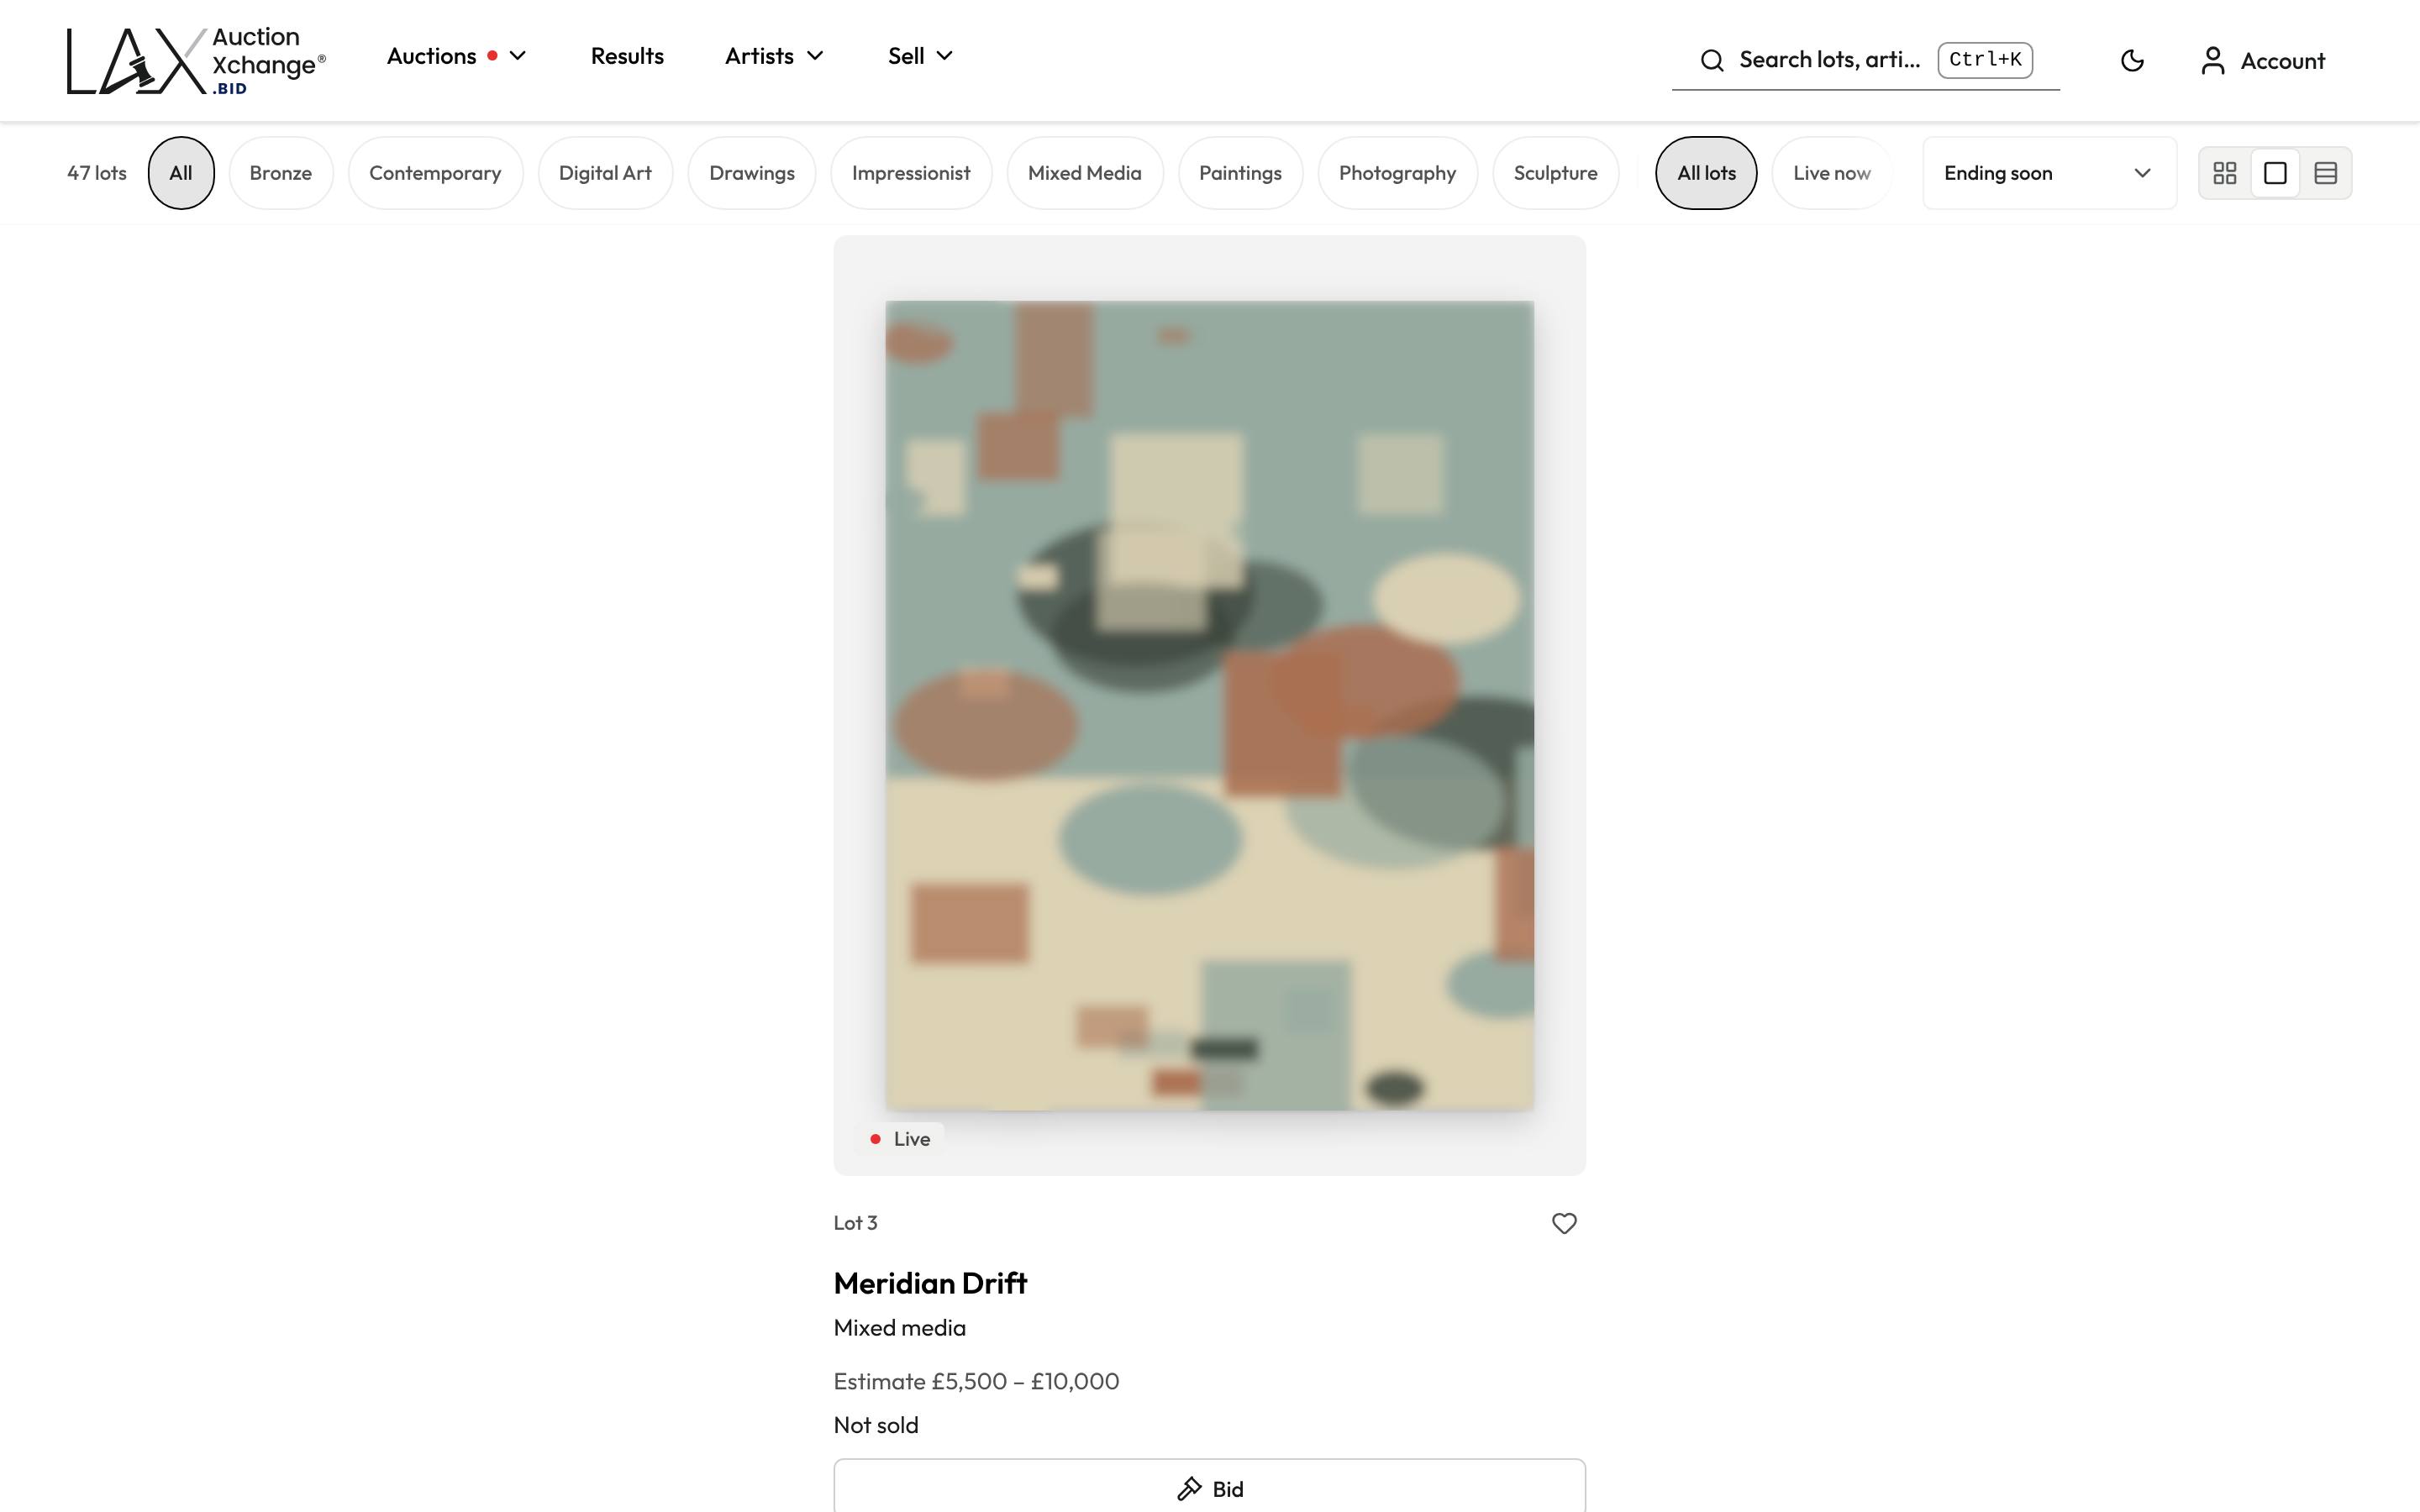 LAX Auction Xchange® .BID
Auctions
Results
Artists
Sell
Search lots, arti...
Ctrl+K
Account
47 lots
All
Bronze
Contemporary
Digital Art
Drawings
Impressionist
Mixed Media
Paintings
Photography
Sculpture
All lots
Live now
Ending soon
Live
Lot 3
Meridian Drift
Mixed media
Estimate £5,500 – £10,000
Not sold
Bid